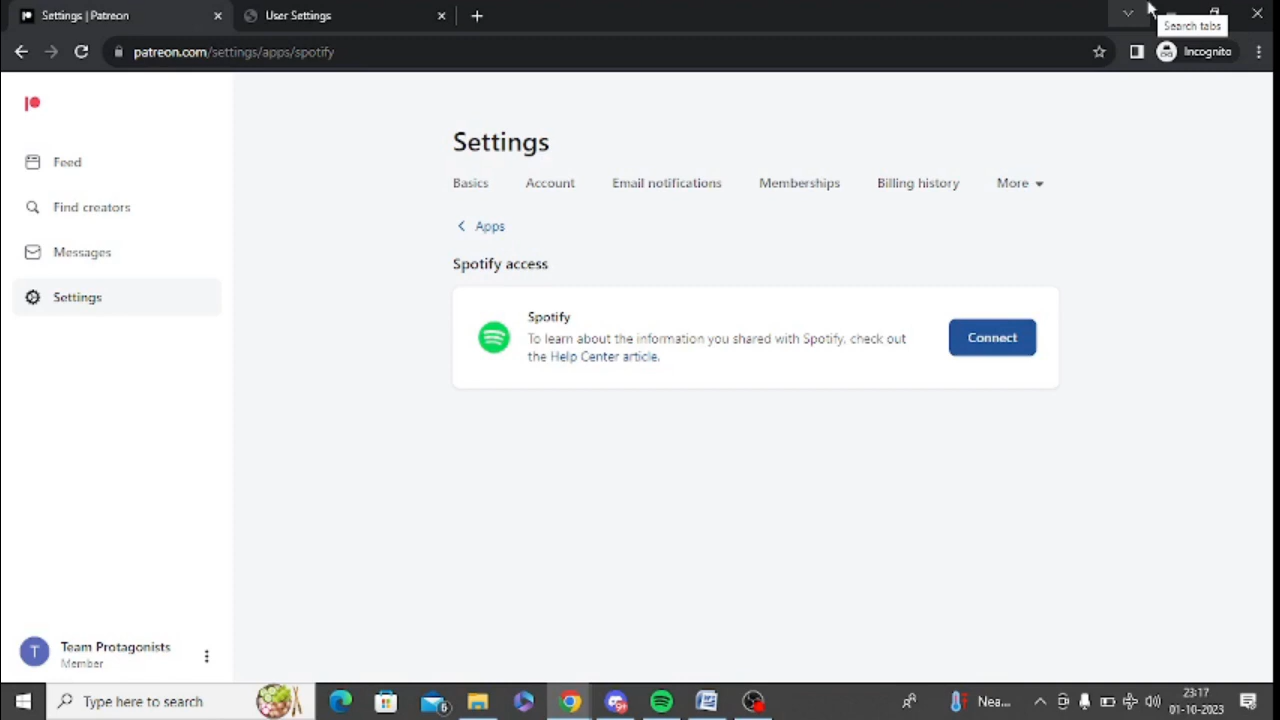 Settings | Patreon
User Settings
Search tabs
patreon.com/settings/apps/spotify
Incognito
Feed
Find creators
Messages
Settings
Settings
Basics
Account
Email notifications
Memberships
Billing history
More
Apps
Spotify access
Spotify
To learn about the information you shared with Spotify, check out
the Help Center article.
Connect
T
Team Protagonists
Member
Type here to search
6
Nea...
23:17
01-10-2023